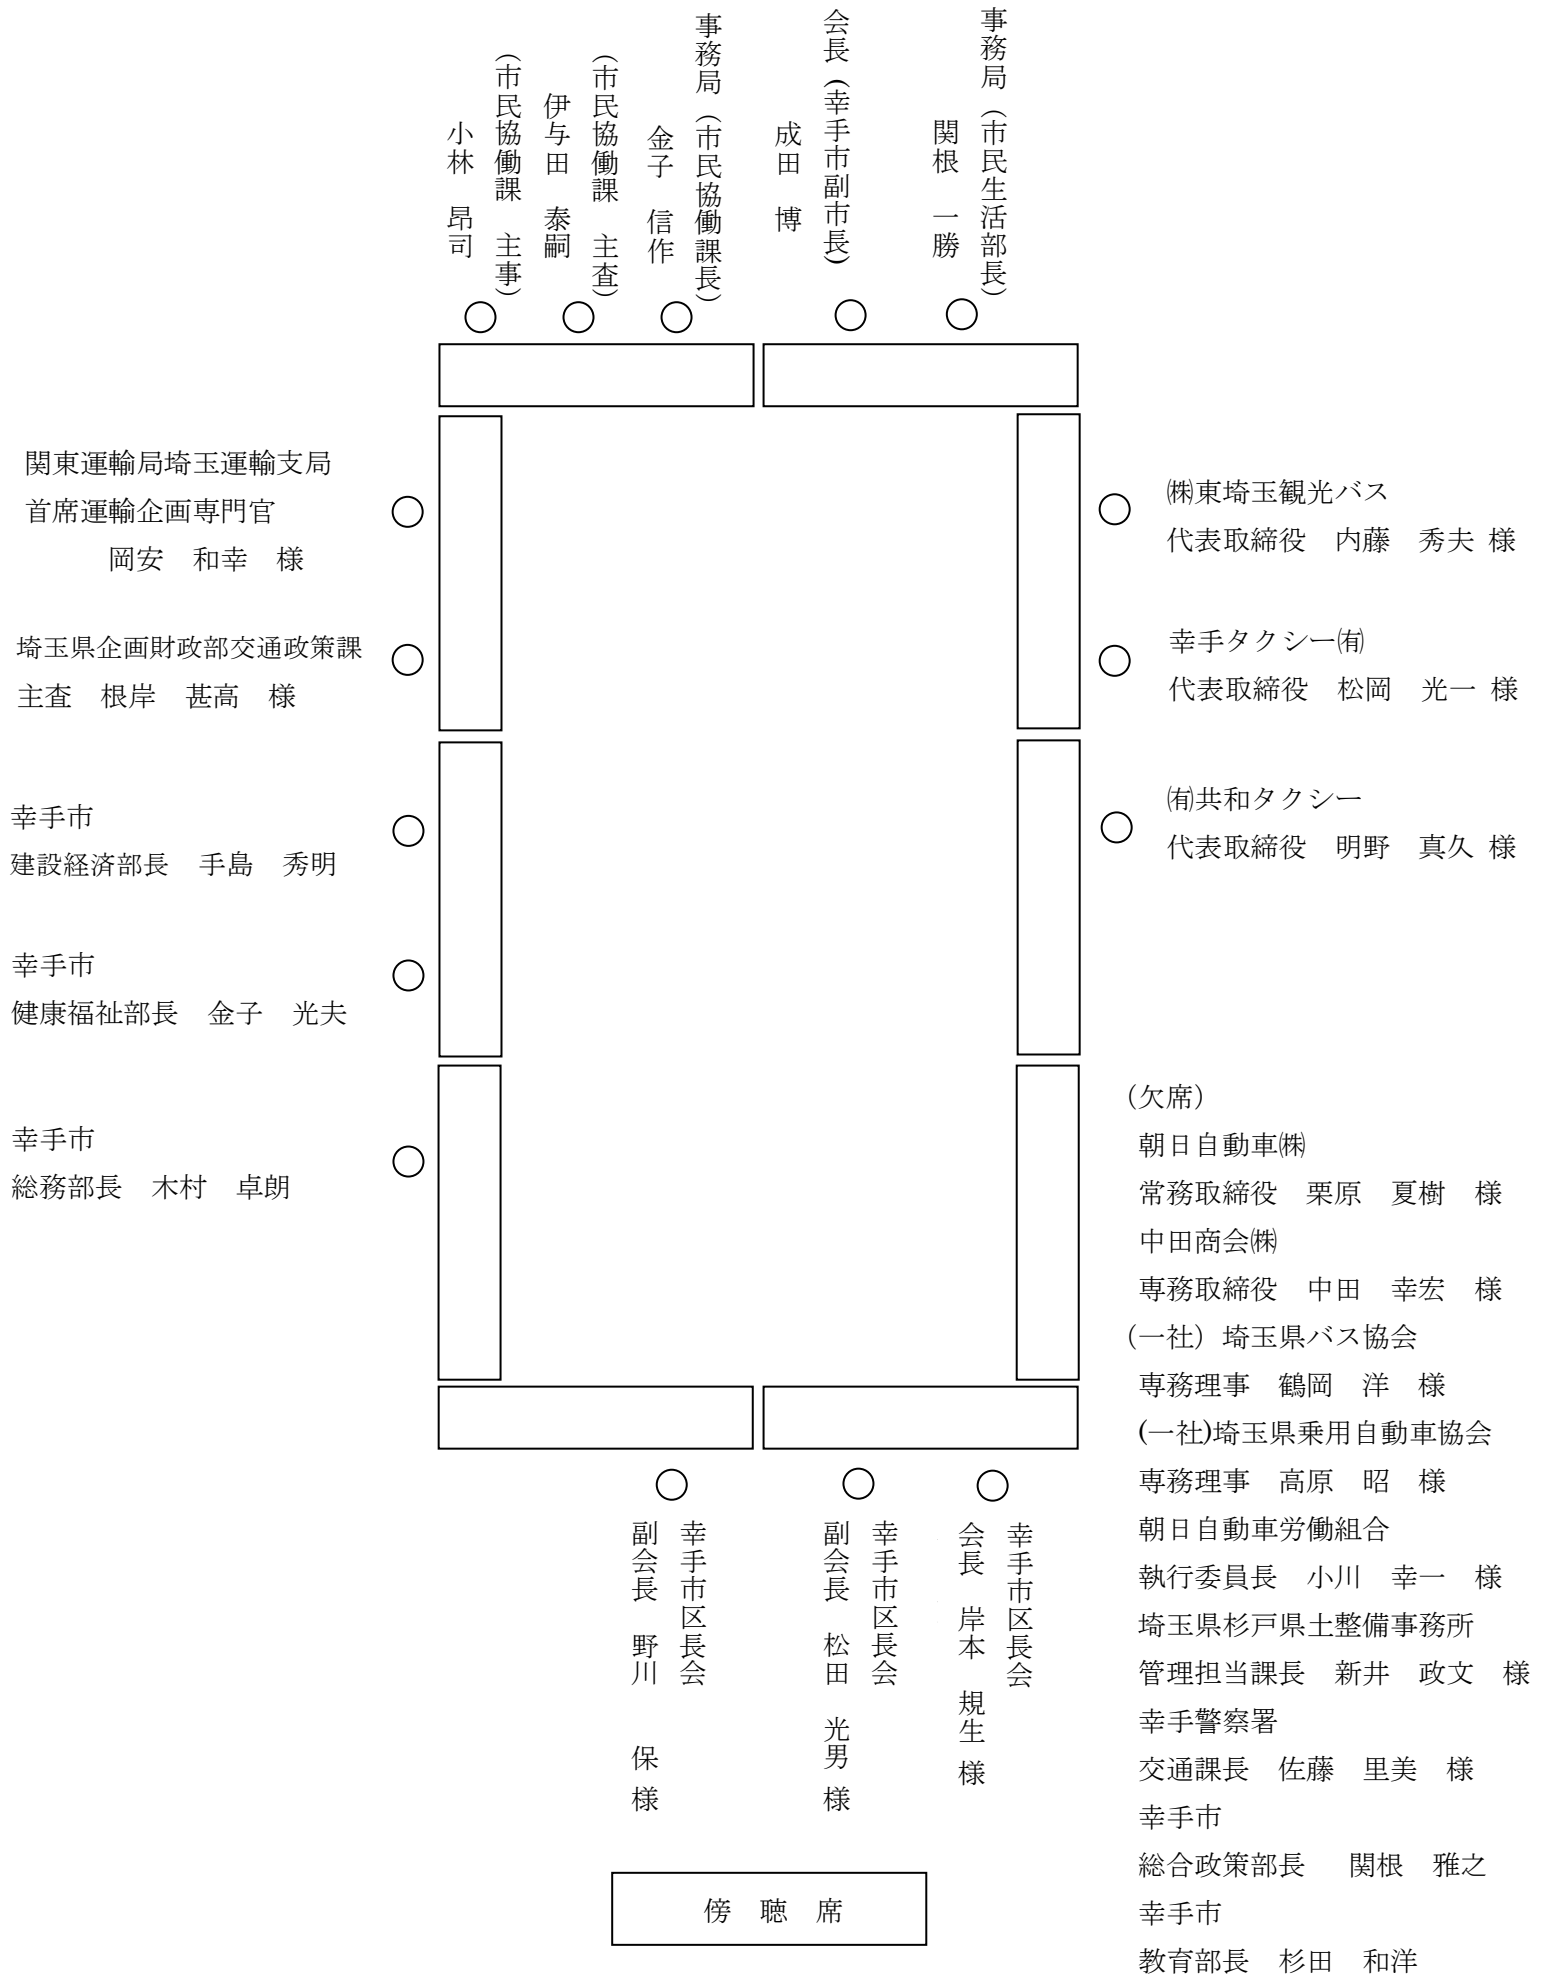 事務局（市民生活部長）
関根　一勝
会長（幸手市副市長）
成田　博
事務局（市民協働課長）
金子　信作
（市民協働課　主査）
伊与田　泰嗣
（市民協働課　主事）
小林　昂司
関東運輸局埼玉運輸支局
首席運輸企画専門官
岡安　和幸　様
埼玉県企画財政部交通政策課
主査　根岸　甚高　様
幸手市
建設経済部長　手島　秀明
幸手市
健康福祉部長　金子　光夫
幸手市
総務部長　木村　卓朗
㈱東埼玉観光バス
代表取締役　内藤　秀夫 様
幸手タクシー㈲
代表取締役　松岡　光一 様
㈲共和タクシー
代表取締役　明野　真久 様
幸手市区長会
会長　岸本　規生 様
幸手市区長会
副会長　松田　光男 様
幸手市区長会
副会長　野川　　保 様
（欠席）
朝日自動車㈱
常務取締役　栗原　夏樹　様
中田商会㈱
専務取締役　中田　幸宏　様
（一社）埼玉県バス協会
専務理事　鶴岡　洋　様
(一社)埼玉県乗用自動車協会
専務理事　高原　昭　様
朝日自動車労働組合
執行委員長　小川　幸一　様
埼玉県杉戸県土整備事務所
管理担当課長　新井　政文　様
幸手警察署
交通課長　佐藤　里美　様
幸手市
総合政策部長　関根　雅之
幸手市
教育部長　杉田　和洋
傍　聴　席